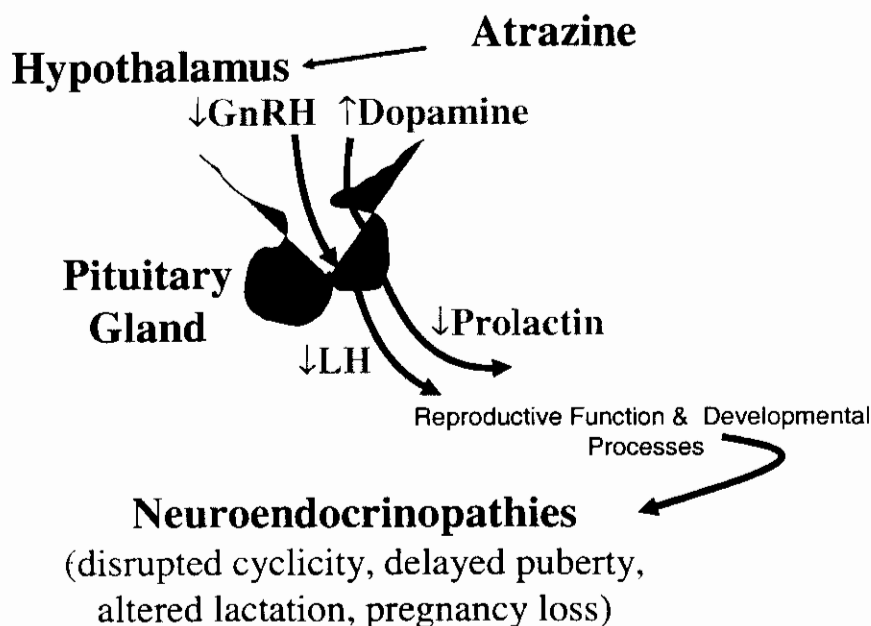 Atrazine
Hypothalamus
↓GnRH ↑Dopamine
Pituitary
Gland
↓Prolactin
↓LH
Reproductive Function & Developmental
Processes
Neuroendocrinopathies
(disrupted cyclicity, delayed puberty,
altered lactation, pregnancy loss)